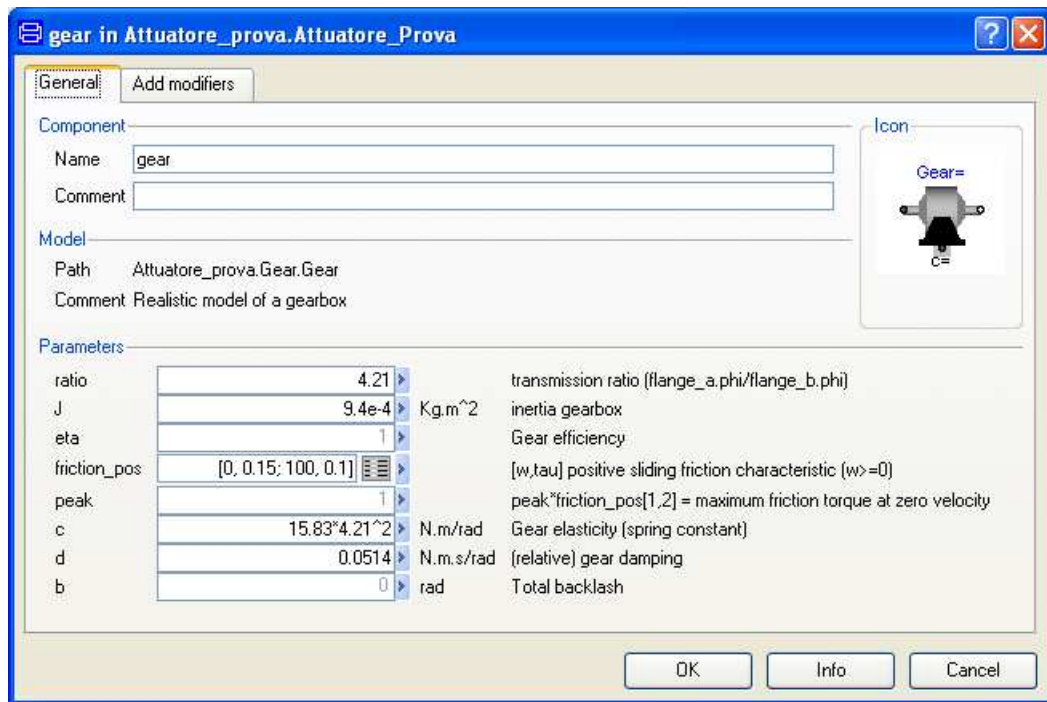 gear in Attuatore_prova.Attuatore_Prova
General Add modifiers
Component
Icon
Name gear
Gear=
Comment
c=
Model
Path Attuatore_prova.Gear.Gear
Comment Realistic model of a gearbox
Parameters
ratio 4.21 transmission ratio (flange_a.phi/flange_b.phi)
J 9.4e-4 Kg.m^2 inertia gearbox
eta 1 Gear efficiency
friction_pos [0, 0.15; 100, 0.1] [w,tau] positive sliding friction characteristic (w>=0)
peak 1 peak*friction_pos[1,2] = maximum friction torque at zero velocity
c 15.83*4.21^2 N.m/rad Gear elasticity (spring constant)
d 0.0514 N.m.s/rad (relative) gear damping
b 0 rad Total backlash
OK Info Cancel